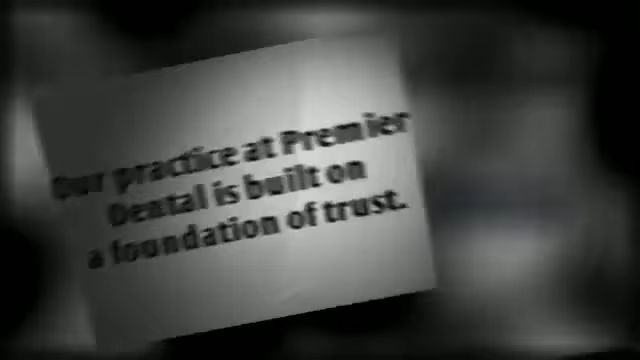 Our practice at Premier
Dental is built on
a foundation of trust.